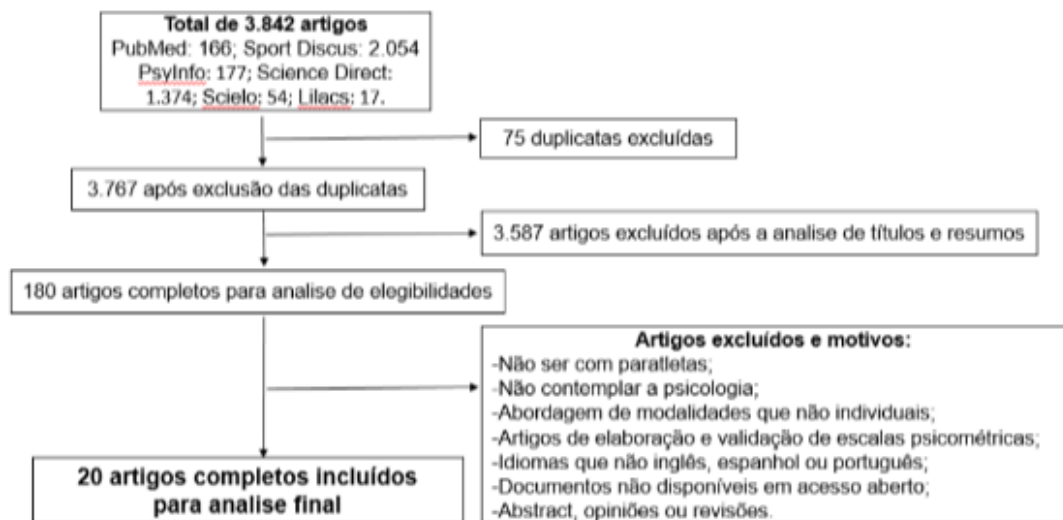 Total de 3.842 artigos
PubMed: 166; Sport Discus: 2.054
PsyInfo: 177; Science Direct:
1.374; Scielo: 54; Lilacs: 17.
75 duplicatas excluídas
3.767 após exclusão das duplicatas
3.587 artigos excluídos após a analise de títulos e resumos
180 artigos completos para analise de elegibilidades
Artigos excluídos e motivos:
-Não ser com paratletas;
-Não contemplar a psicologia;
-Abordagem de modalidades que não individuais;
-Artigos de elaboração e validação de escalas psicométricas;
-Idiomas que não inglês, espanhol ou português;
-Documentos não disponíveis em acesso aberto;
-Abstract, opiniões ou revisões.
20 artigos completos incluídos
para analise final